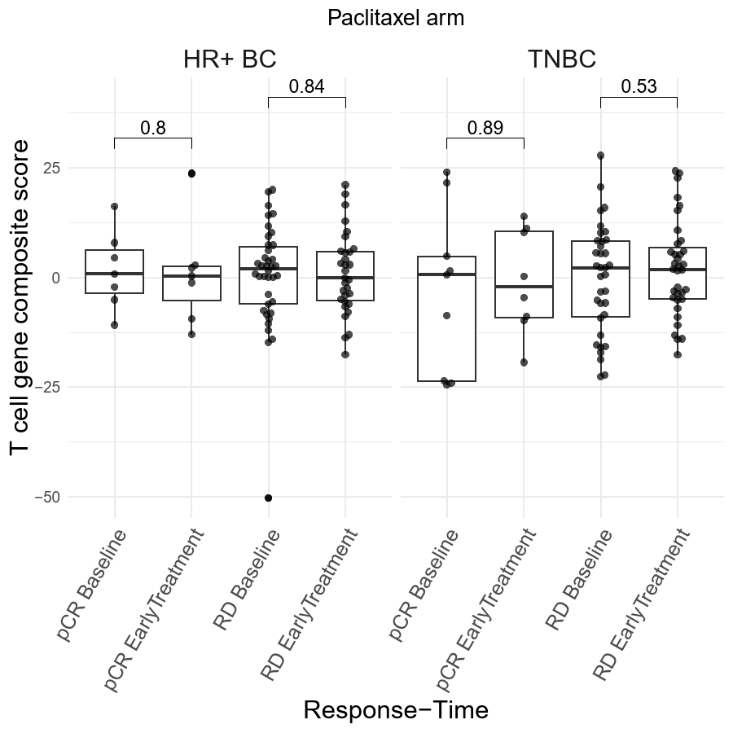 Paclitaxel arm
HR+ BC
TNBC
0.8
0.84
0.89
0.53
T cell gene composite score
25
0
−25
−50
pCR Baseline
pCR EarlyTreatment
RD Baseline
RD EarlyTreatment
pCR Baseline
pCR EarlyTreatment
RD Baseline
RD EarlyTreatment
Response−Time